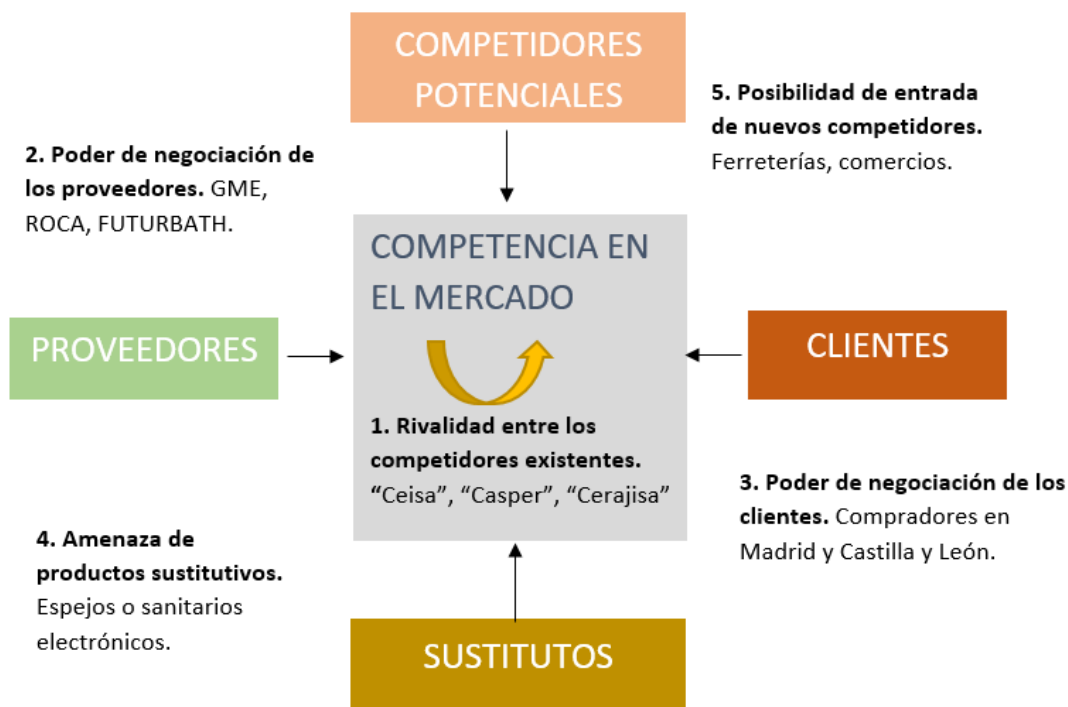 COMPETIDORES
POTENCIALES
5. Posibilidad de entrada
de nuevos competidores.
Ferreterías, comercios.
2. Poder de negociación de
los proveedores. GME,
ROCA, FUTURBATH.
COMPETENCIA EN
EL MERCADO
PROVEEDORES
CLIENTES
1. Rivalidad entre los
competidores existentes.
“Ceisa”, “Casper”, “Cerajisa”
3. Poder de negociación de los
clientes. Compradores en
Madrid y Castilla y León.
4. Amenaza de
productos sustitutivos.
Espejos o sanitarios
electrónicos.
SUSTITUTOS